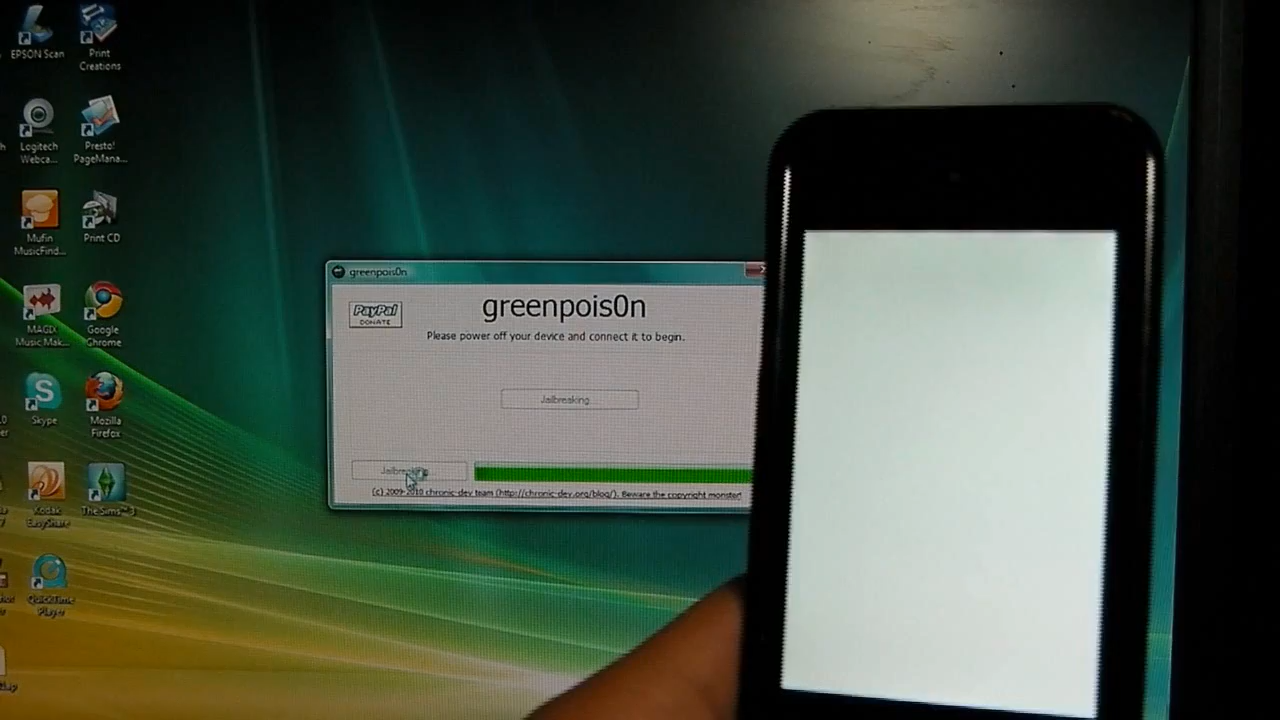 EPSON Scan
Print
Creations
Logitech
Webca...
Presto!
PageMana...
Mufin
MusicFind...
Print CD
MAGIX
Music Mak...
Google
Chrome
Skype
Mozilla
Firefox
Kodak
EasyShare
The Sims™ 3
QuickTime
Player
greenpois0n
PayPal
DONATE
greenpois0n
Please power off your device and connect it to begin.
Jailbreaking
Jailbreaking
(c) 2009-2010 chronic-dev team (http://chronic-dev.org/blog/). Beware the copyright monster!